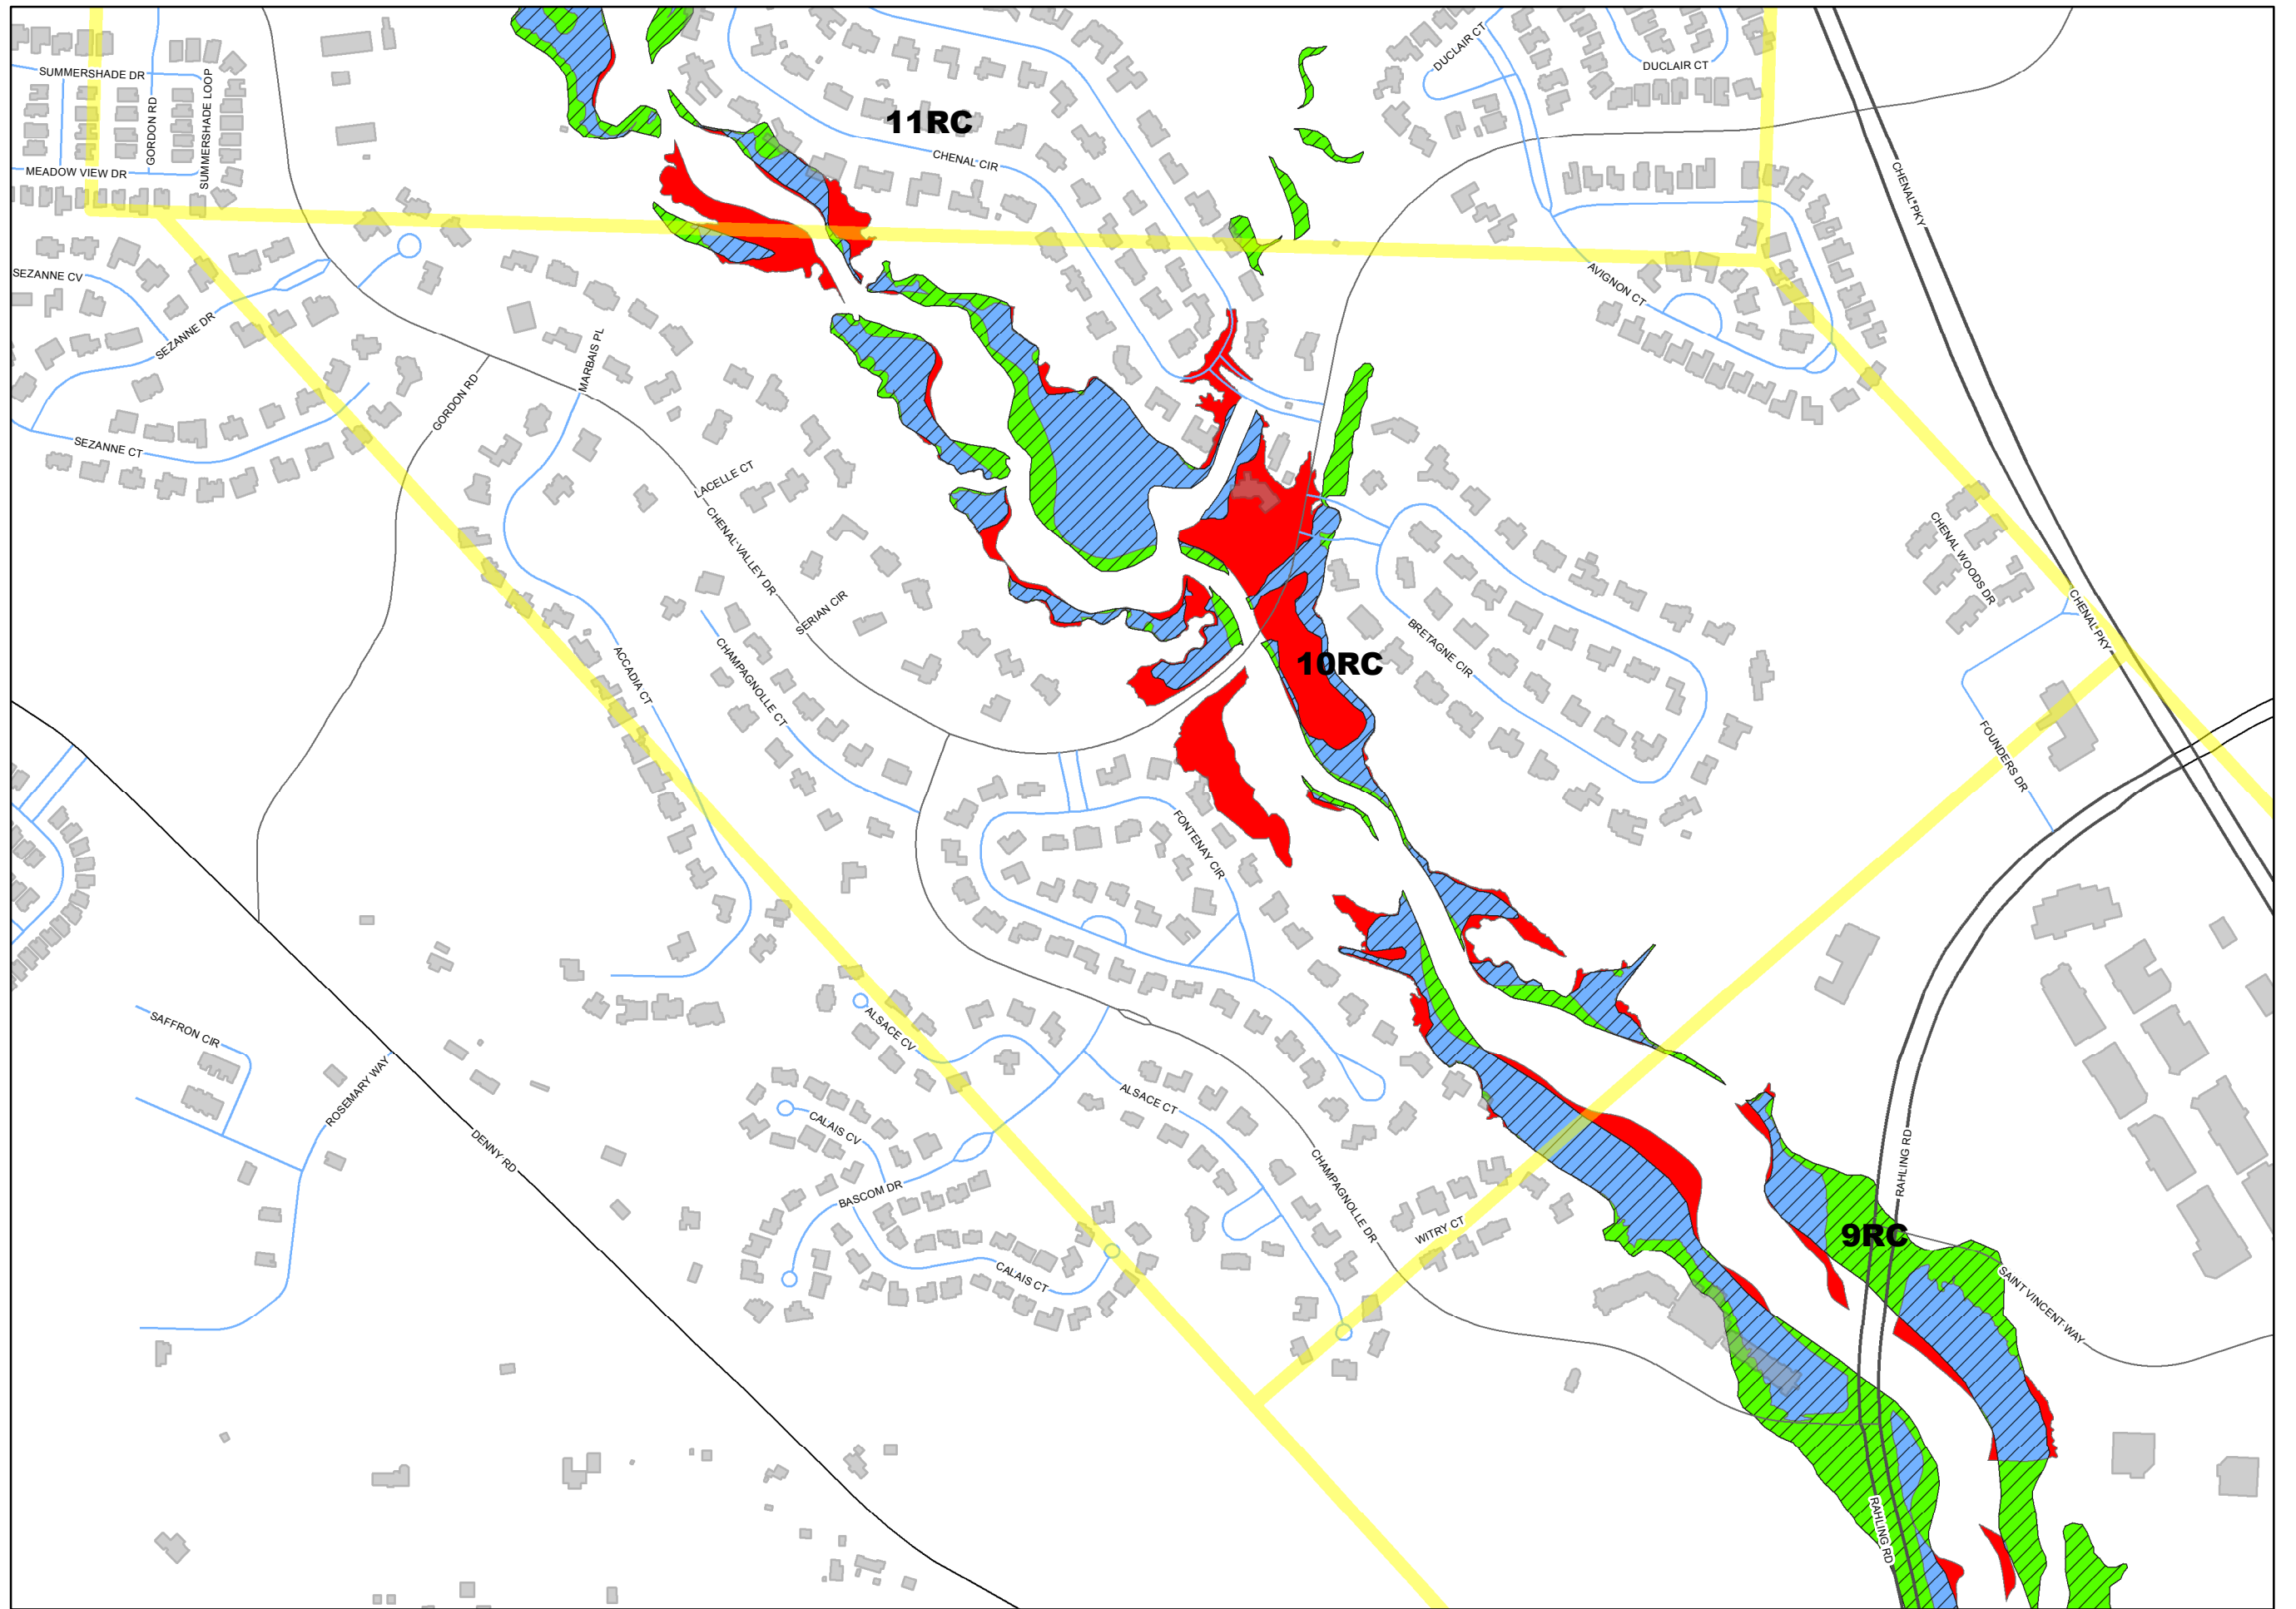 DUCLAIR CT
DUCLAIR CT
SUMMERSHADE DR
GORDON RD
SUMMERSHADE LOOP
11RC
CHENAL CIR
MEADOW VIEW DR
CHENAL PKY
SEZANNE CV
AVIGNON CT
SEZANNE DR
MARBAIS PL
GORDON RD
SEZANNE CT
LACELLE CT
CHENAL VALLEY DR
CHENAL WOODS DR
SERIAN CIR
CHENAL PKY
BRETAGNE CIR
10RC
ACCADIA CT
CHAMPAGNOLLE CT
FOUNDERS DR
FONTENAY CIR
SAFFRON CIR
ALSACE CV
ROSEMARY WAY
ALSACE CT
CALAIS CV
DENNY RD
RAHLING RD
CHAMPAGNOLLE DR
BASCOM DR
WITRY CT
9RC
CALAIS CT
SAINT VINCENT WAY
RAHLING RD